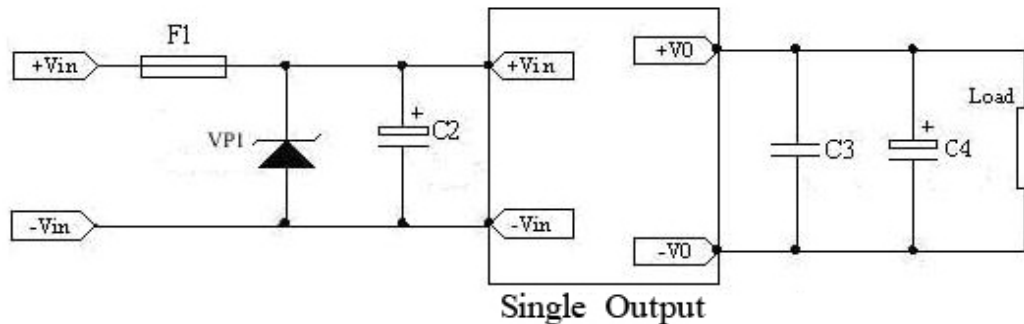 F1
+Vin
+Vin
+V0
VP1
+
C2
Load
C3
+
C4
-Vin
-Vin
-V0
Single Output